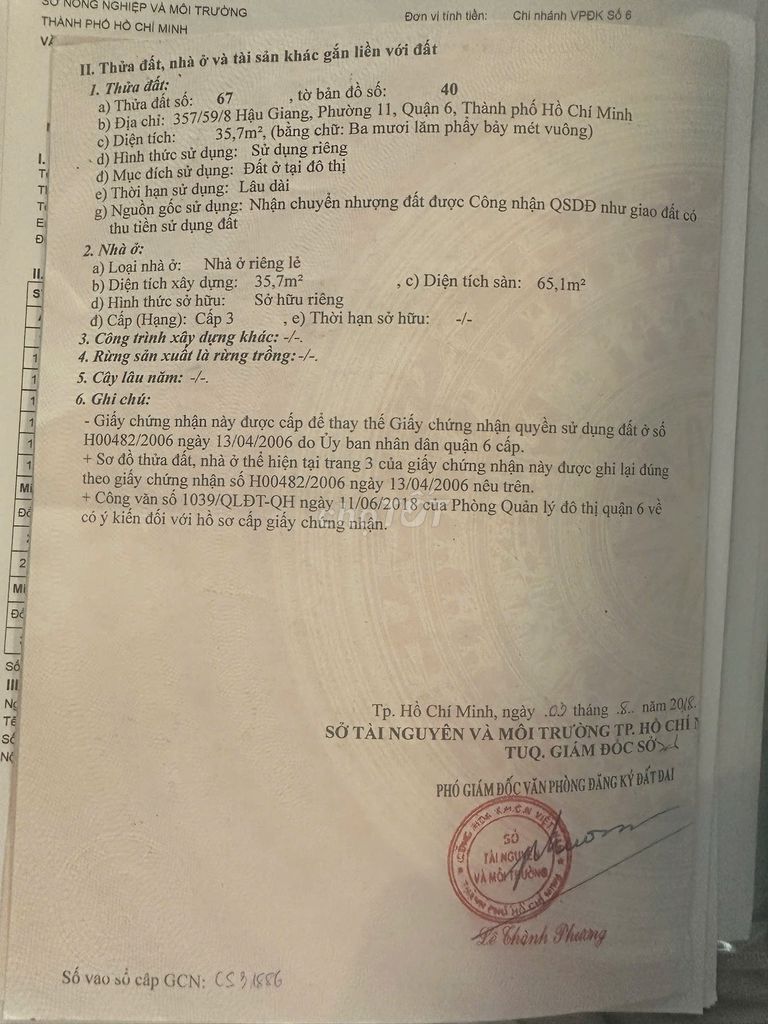 SỞ NÔNG NGHIỆP VÀ MÔI TRƯỜNG
THÀNH PHỐ HỒ CHÍ MINH
Đơn vị tính tiền: Chi nhánh VPĐK Số 6
II. Thửa đất, nhà ở và tài sản khác gắn liền với đất
1. Thửa đất:
a) Thửa đất số: 67 , tờ bản đồ số: 40
b) Địa chỉ: 357/59/8 Hậu Giang, Phường 11, Quận 6, Thành phố Hồ Chí Minh
c) Diện tích: 35,7m², (bằng chữ: Ba mươi lăm phẩy bảy mét vuông)
d) Hình thức sử dụng: Sử dụng riêng
đ) Mục đích sử dụng: Đất ở tại đô thị
e) Thời hạn sử dụng: Lâu dài
g) Nguồn gốc sử dụng: Nhận chuyển nhượng đất được Công nhận QSDĐ như giao đất có
thu tiền sử dụng đất
2. Nhà ở:
a) Loại nhà ở: Nhà ở riêng lẻ
b) Diện tích xây dựng: 35,7m² , c) Diện tích sàn: 65,1m²
d) Hình thức sở hữu: Sở hữu riêng
đ) Cấp (Hạng): Cấp 3 , e) Thời hạn sở hữu: -/-
3. Công trình xây dựng khác: -/-.
4. Rừng sản xuất là rừng trồng: -/-.
5. Cây lâu năm: -/-.
6. Ghi chú:
- Giấy chứng nhận này được cấp để thay thế Giấy chứng nhận quyền sử dụng đất ở số
H00482/2006 ngày 13/04/2006 do Ủy ban nhân dân quận 6 cấp.
+ Sơ đồ thửa đất, nhà ở thể hiện tại trang 3 của giấy chứng nhận này được ghi lại đúng
theo giấy chứng nhận số H00482/2006 ngày 13/04/2006 nêu trên.
+ Công văn số 1039/QLĐT-QH ngày 11/06/2018 của Phòng Quản lý đô thị quận 6 về
có ý kiến đối với hồ sơ cấp giấy chứng nhận.
chợTỐT
Tp. Hồ Chí Minh, ngày 03 tháng 8 năm 2018.
SỞ TÀI NGUYÊN VÀ MÔI TRƯỜNG TP. HỒ CHÍ
TUQ. GIÁM ĐỐC SỞ
PHÓ GIÁM ĐỐC VĂN PHÒNG ĐĂNG KÝ ĐẤT ĐAI
SỞ
TÀI NGUYÊN
VÀ MÔI TRƯỜNG
THÀNH PHỐ HỒ CHÍ MINH
Lê Thành Phương
Số vào sổ cấp GCN: CS31886